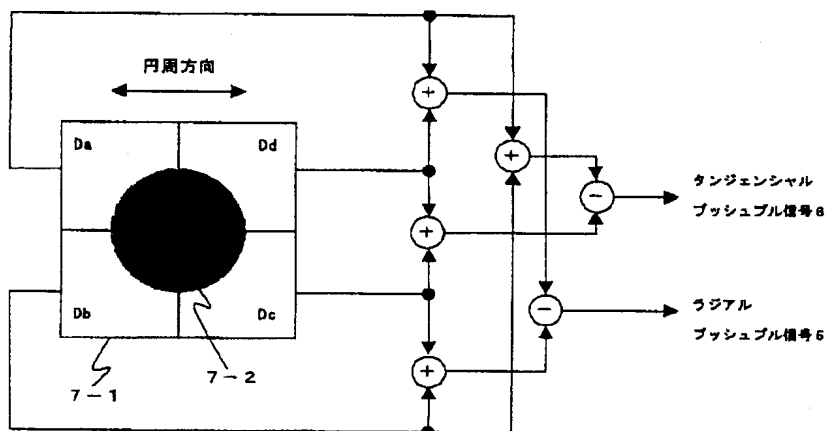 円周方向
Da
Dd
Db
Dc
7-1
7-2
+
+
+
+
−
−
タンジェンシャル
プッシュプル信号6
ラジアル
プッシュプル信号5